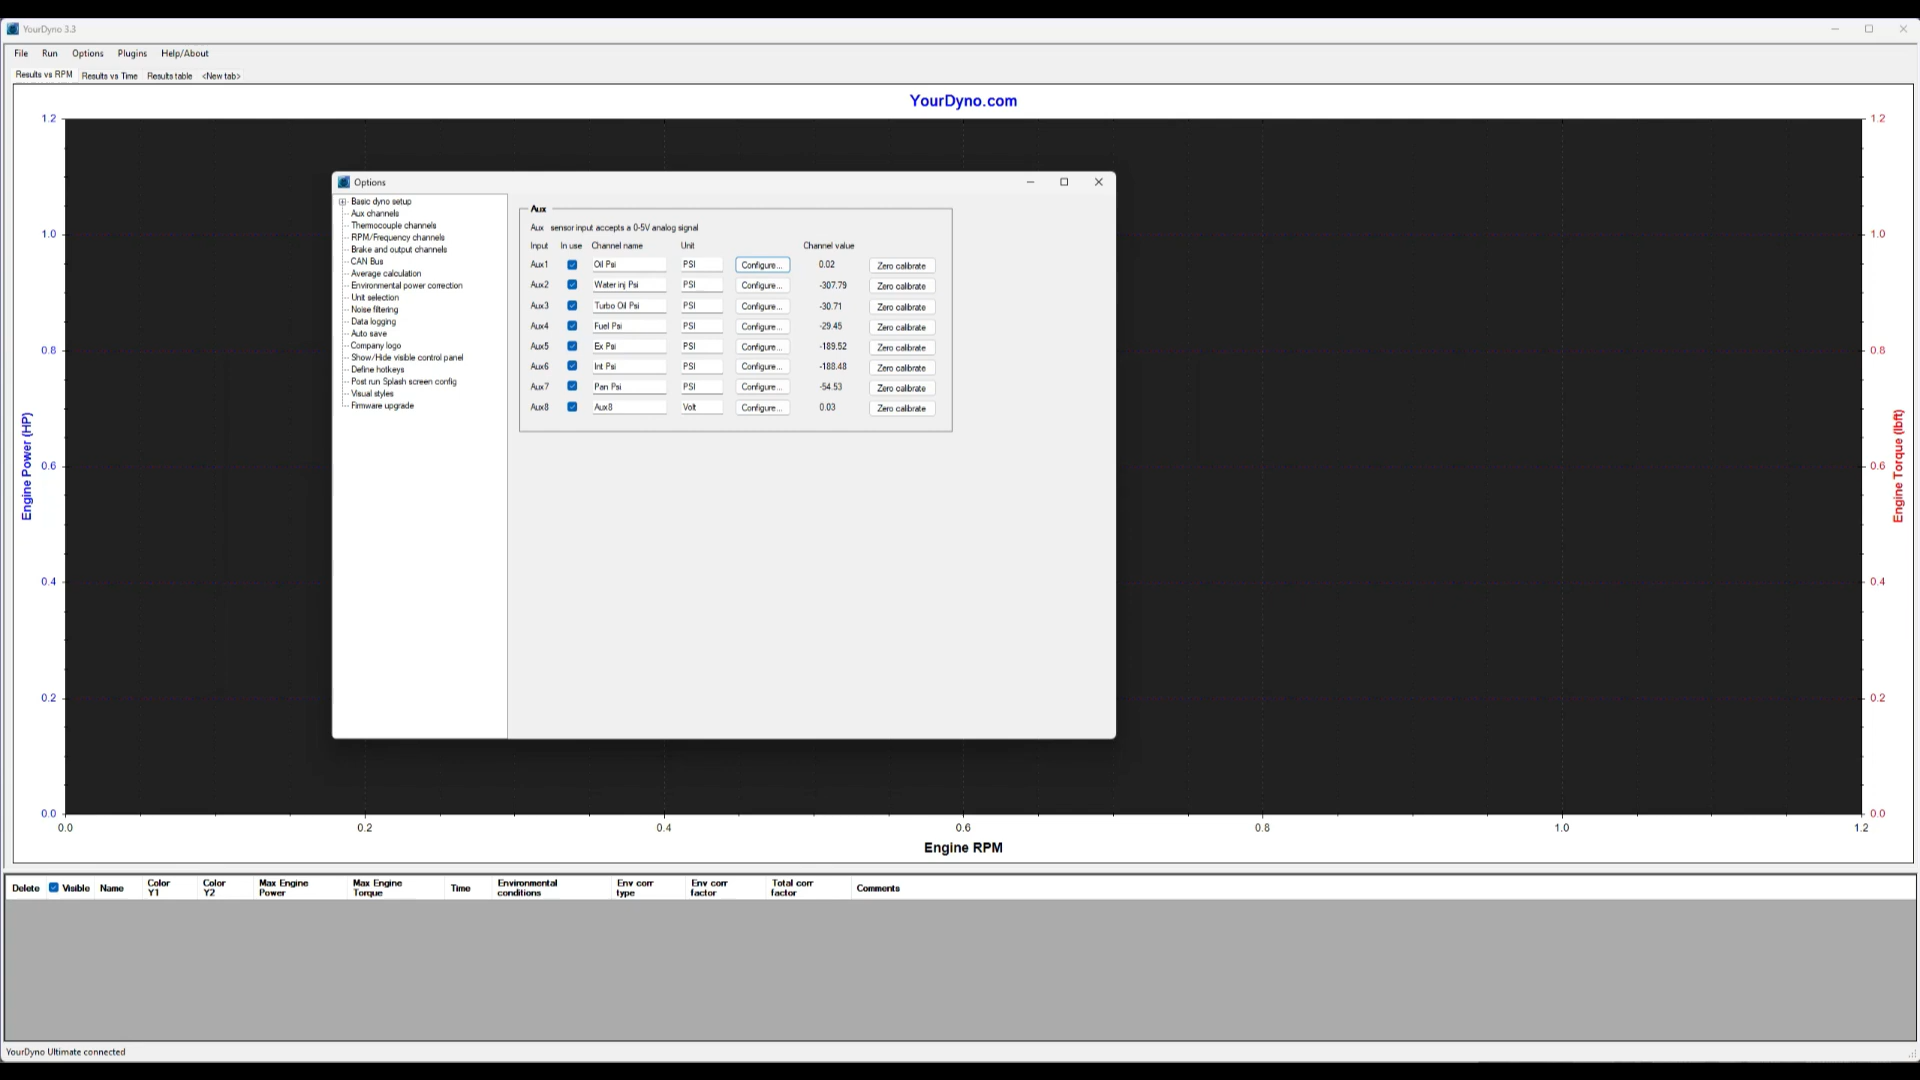 YourDyno 3.3
File Run Options Plugins Help/About
Results vs RPM Results vs Time Results table <New tab>
YourDyno.com
1.2 1.2
1.0 1.0
0.8 0.8
0.6 0.6
0.4 0.4
0.2 0.2
0.0 0.0
Engine Power (HP)
Engine Torque (lbft)
Options
Basic dyno setup
Aux channels
Thermocouple channels
RPM/Frequency channels
Brake and output channels
CAN Bus
Average calculation
Environmental power correction
Unit selection
Noise filtering
Data logging
Auto save
Company logo
Show/Hide visible control panel
Define hotkeys
Post run Splash screen config
Visual styles
Firmware upgrade
Aux
Aux sensor input accepts a 0-5V analog signal
Input In use Channel name Unit Channel value
Aux1 Oil Psi PSI Configure... 0.02 Zero calibrate
Aux2 Water inj Psi PSI Configure... -307.79 Zero calibrate
Aux3 Turbo Oil Psi PSI Configure... -30.71 Zero calibrate
Aux4 Fuel Psi PSI Configure... -29.45 Zero calibrate
Aux5 Ex Psi PSI Configure... -189.52 Zero calibrate
Aux6 Int Psi PSI Configure... -188.48 Zero calibrate
Aux7 Pan Psi PSI Configure... -54.53 Zero calibrate
Aux8 Aux8 Volt Configure... 0.03 Zero calibrate
0.0 0.2 0.4 0.6 0.8 1.0 1.2
Engine RPM
Delete Visible Name Color Y1 Color Y2 Max Engine Power Max Engine Torque Time Environmental conditions Env corr type Env corr factor Total corr factor Comments
YourDyno Ultimate connected